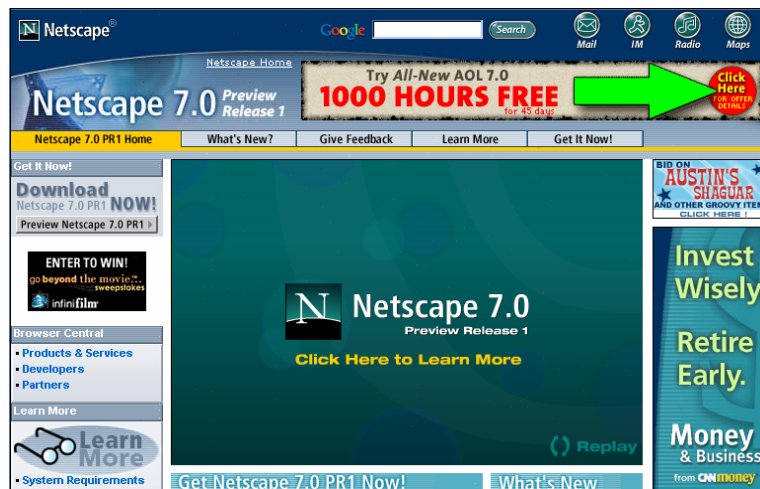 Netscape®
Google
Search
Mail
IM
Radio
Maps
Netscape Home
Netscape 7.0 Preview Release 1
Try All-New AOL 7.0
1000 HOURS FREE
for 45 days
Click Here
FOR OFFER DETAILS
Netscape 7.0 PR1 Home
What's New?
Give Feedback
Learn More
Get It Now!
Get It Now!
Download
Netscape 7.0 PR1 NOW!
Preview Netscape 7.0 PR1
ENTER TO WIN!
go beyond the movie™...
sweepstakes
infinifilm
Browser Central
Products & Services
Developers
Partners
Learn More
Learn
More
System Requirements
N Netscape 7.0
Preview Release 1
Click Here to Learn More
Replay
Get Netscape 7.0 PR1 Now!
What's New
BID ON
AUSTIN'S
SHAGUAR
AND OTHER GROOVY ITE
CLICK HERE !
Invest
Wisely
Retire
Early.
Money
& Business
from CNNmoney